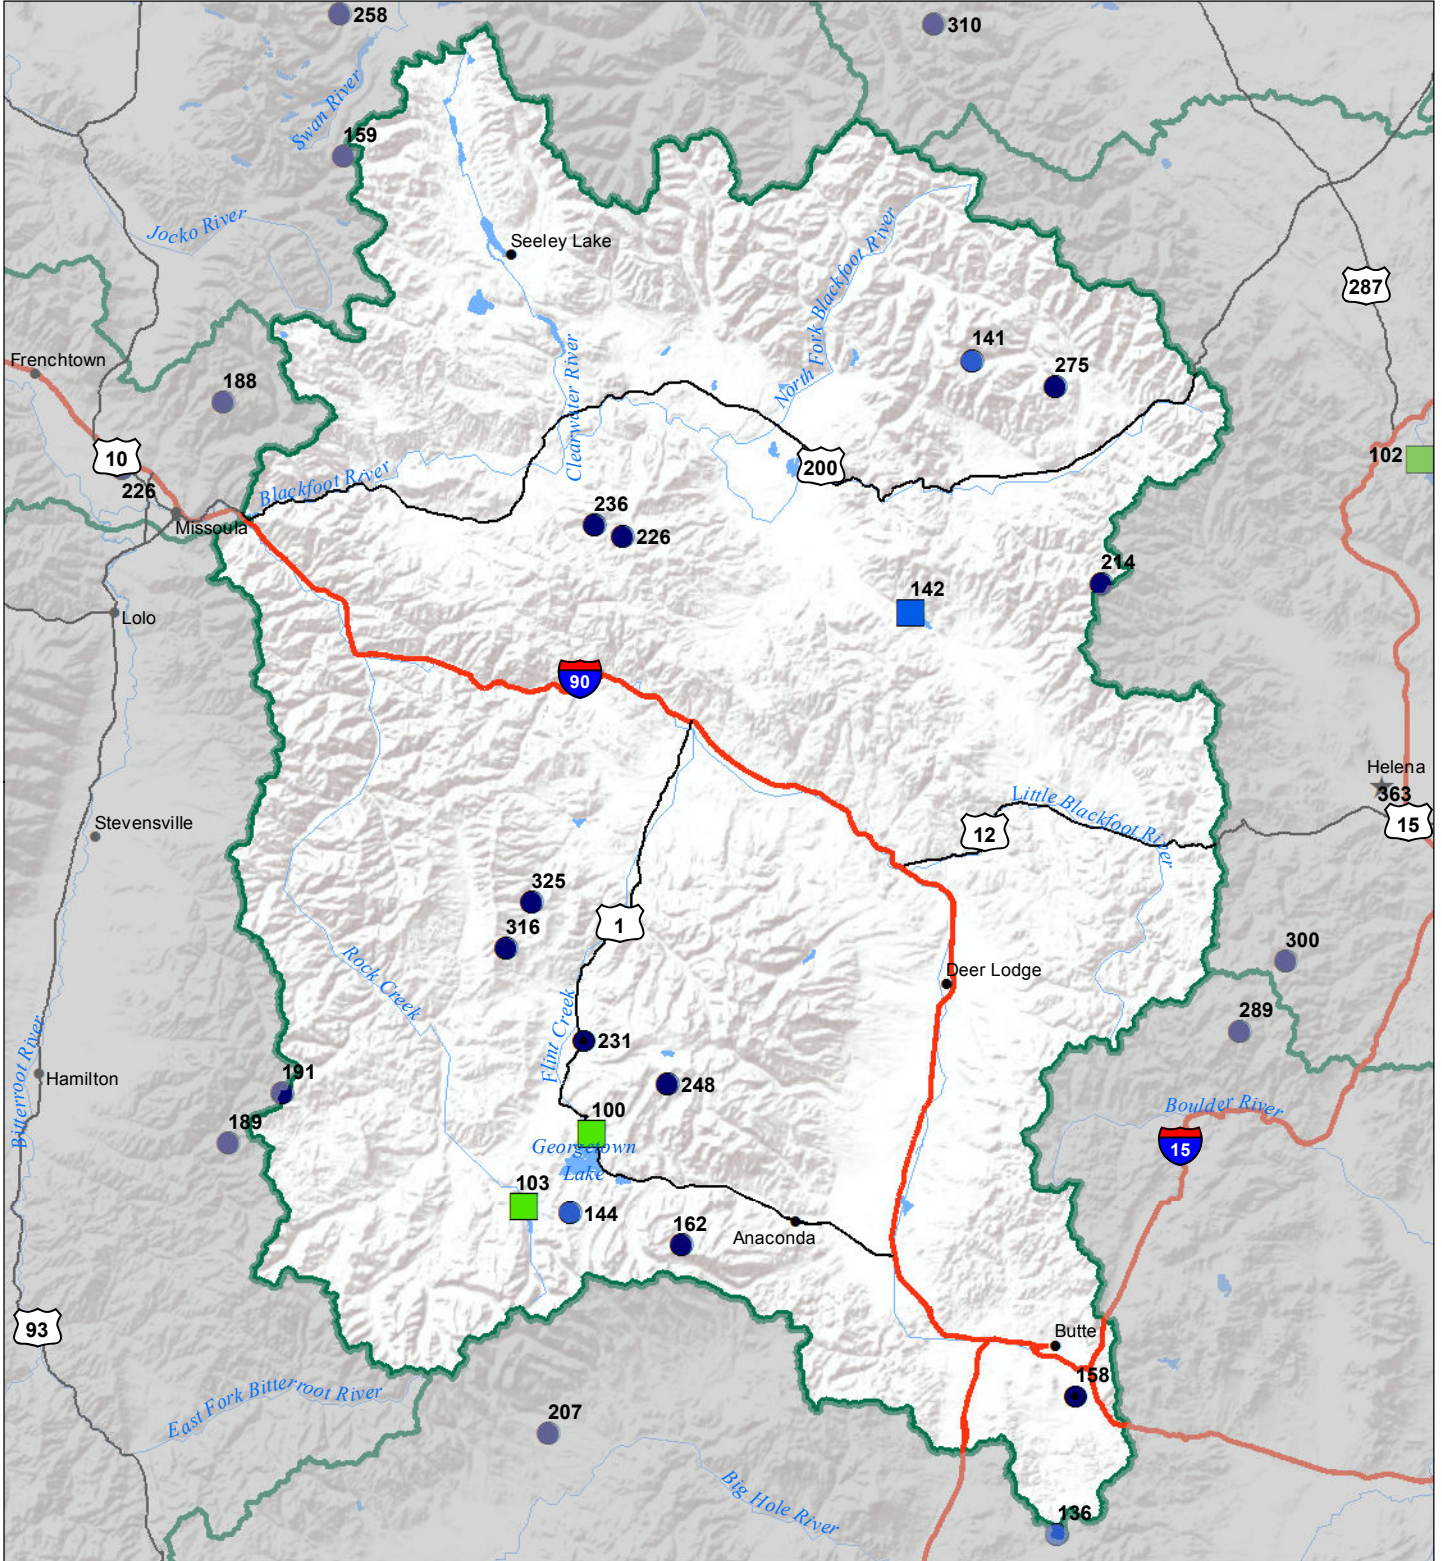 258
310
Swan River
159
Jocko River
Seeley Lake
North Fork Blackfoot River
287
Frenchtown
188
Clearwater River
141
275
10
226
Missoula
Blackfoot River
200
102
236
226
214
142
Lolo
90
Helena
363
15
Little Blackfoot River
12
Stevensville
325
316
1
Rock Creek
300
Deer Lodge
289
Flint Creek
231
Bitterroot River
Hamilton
191
248
100
Boulder River
15
189
Georgetown
Lake
103
144
162
Anaconda
93
Butte
158
East Fork Bitterroot River
207
Big Hole River
136